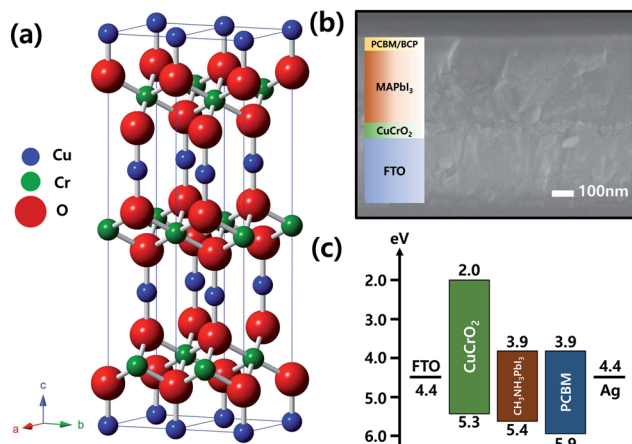 (a)
Cu
Cr
O
c
a
b
(b)
PCBM/BCP
MAPbI₃
CuCrO₂
FTO
100nm
(c)
eV
2.0
3.0
4.0
5.0
6.0
FTO
4.4
2.0
CuCrO₂
5.3
3.9
CH₃NH₃PbI₃
5.4
3.9
PCBM
5.9
4.4
Ag